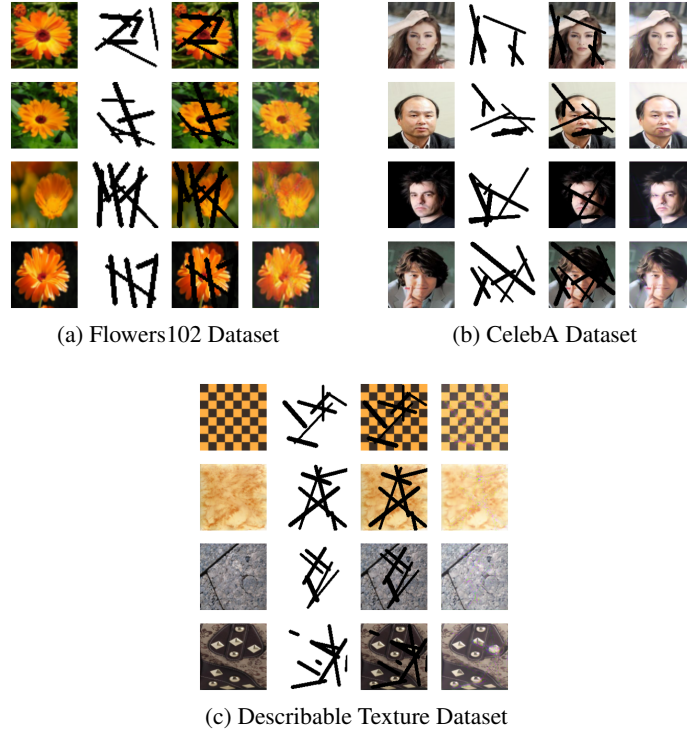 (a) Flowers102 Dataset
(b) CelebA Dataset
(c) Describable Texture Dataset